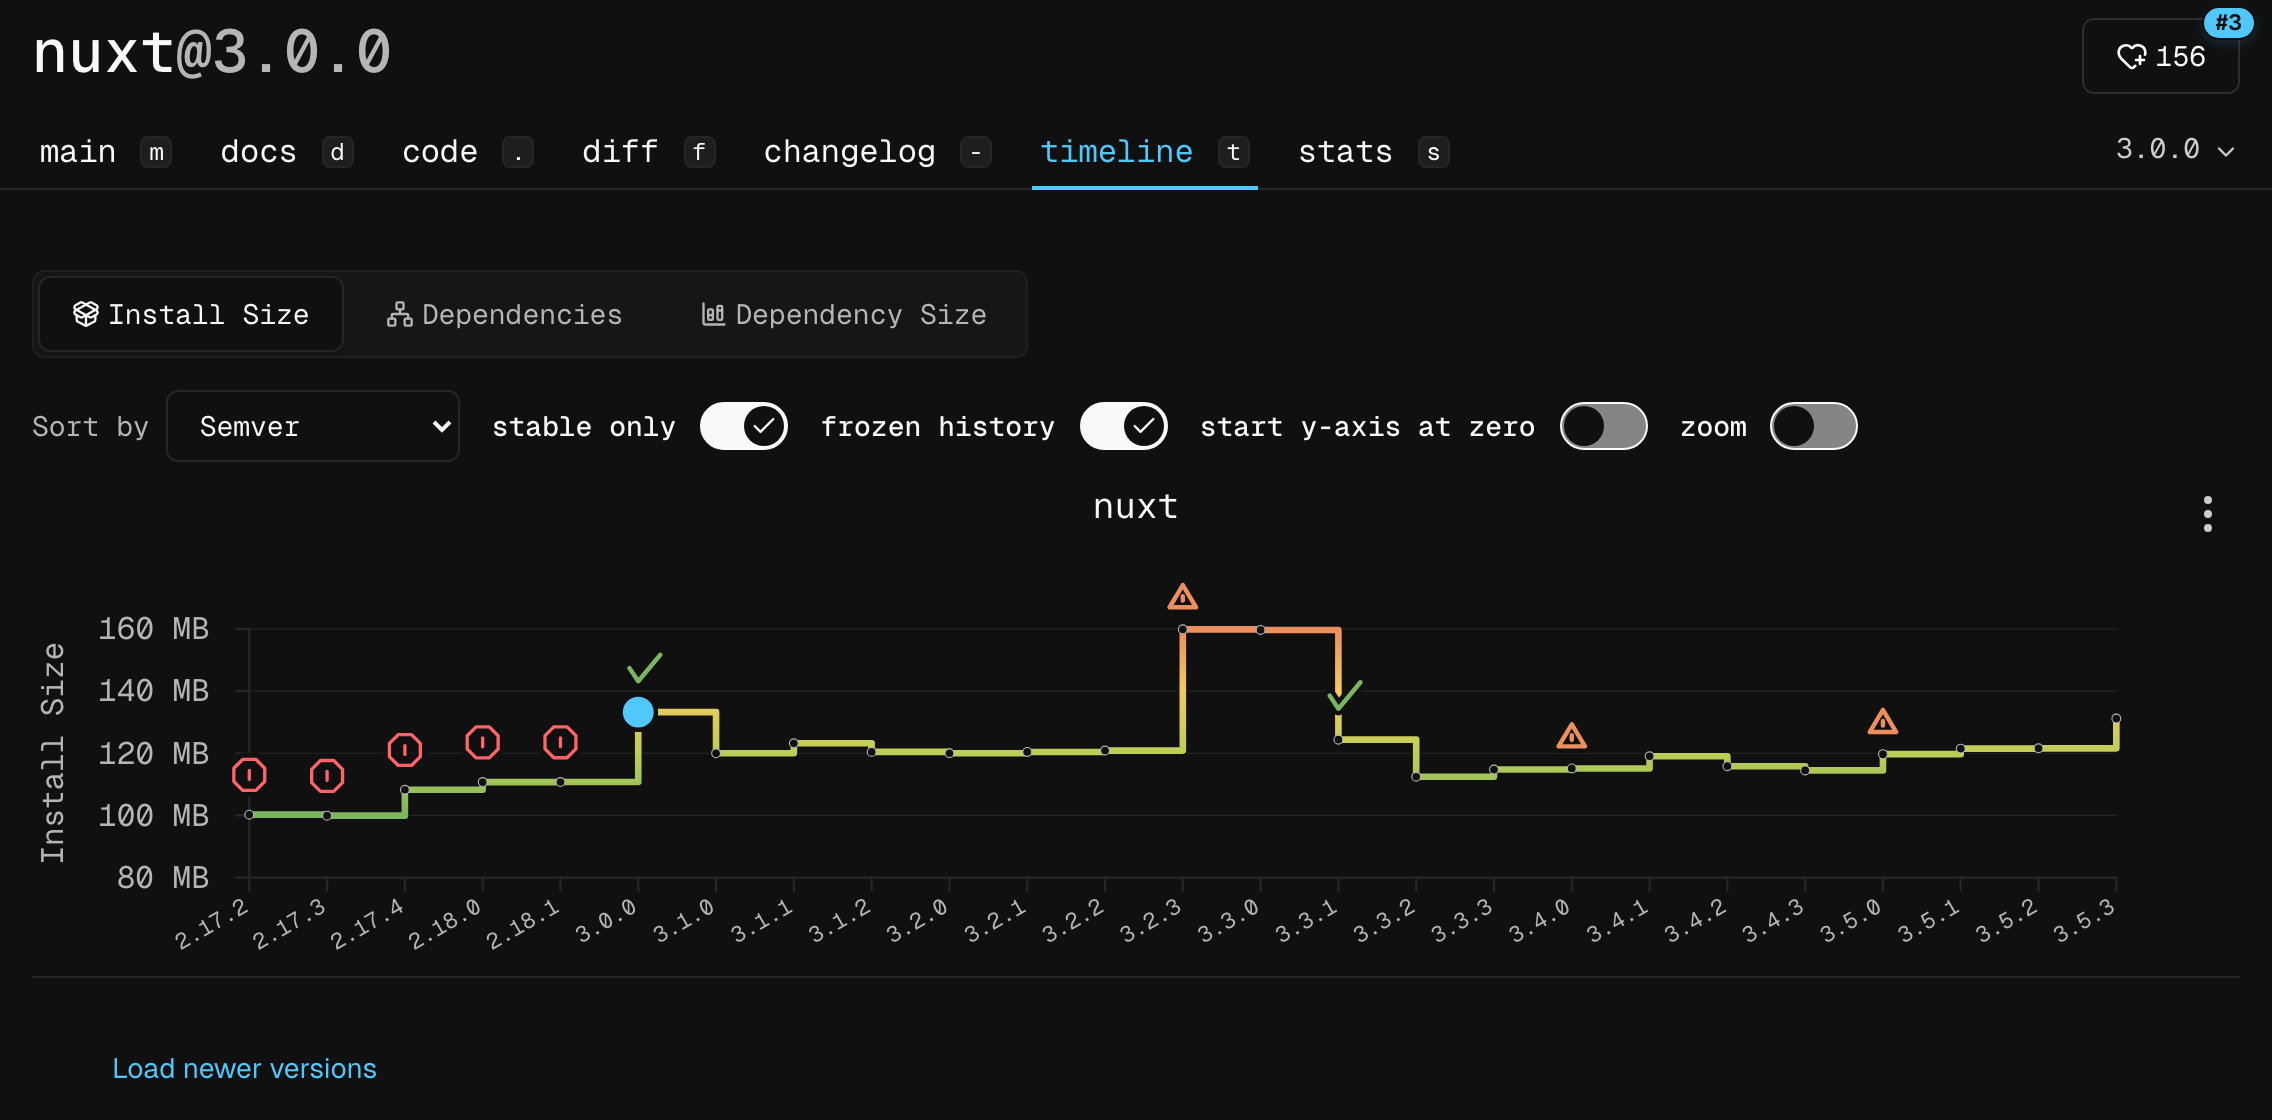 nuxt@3.0.0
#3
156
main m docs d code . diff f changelog - timeline t stats s 3.0.0
Install Size Dependencies Dependency Size
Sort by Semver stable only frozen history start y-axis at zero zoom
nuxt
Install Size
160 MB
140 MB
120 MB
100 MB
80 MB
2.17.2 2.17.3 2.17.4 2.18.0 2.18.1 3.0.0 3.1.0 3.1.1 3.1.2 3.2.0 3.2.1 3.2.2 3.2.3 3.3.0 3.3.1 3.3.2 3.3.3 3.4.0 3.4.1 3.4.2 3.4.3 3.5.0 3.5.1 3.5.2 3.5.3
Load newer versions